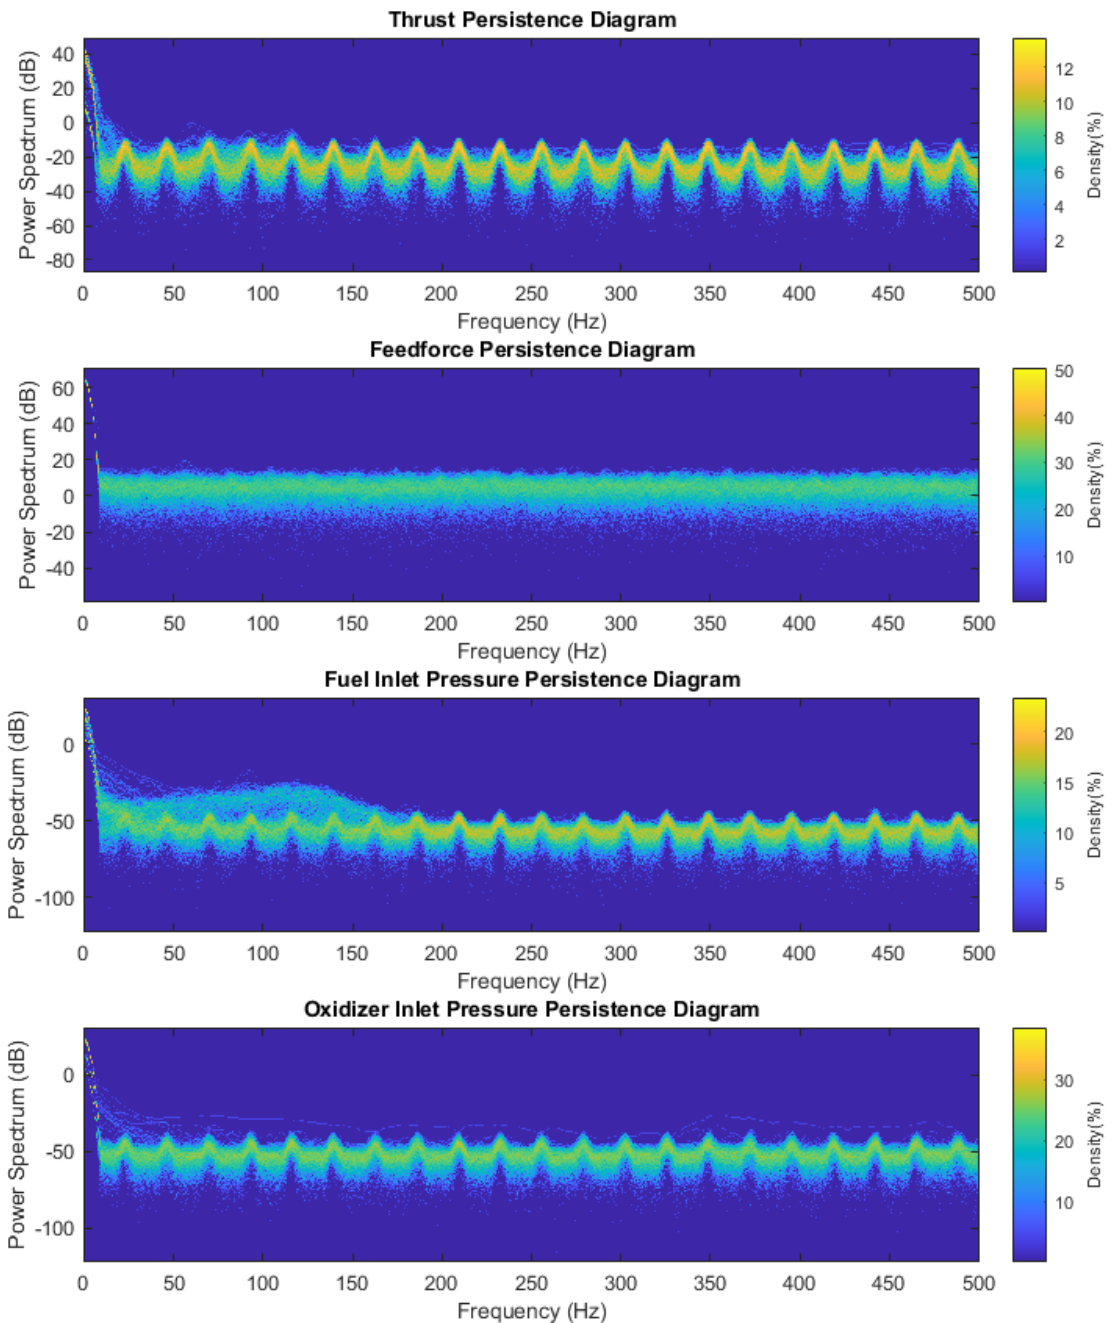 Thrust Persistence Diagram
Power Spectrum (dB)
40
20
0
-20
-40
-60
-80
0 50 100 150 200 250 300 350 400 450 500
Frequency (Hz)
12
10
8
6
4
2
Density(%)
Feedforce Persistence Diagram
Power Spectrum (dB)
60
40
20
0
-20
-40
0 50 100 150 200 250 300 350 400 450 500
Frequency (Hz)
50
40
30
20
10
Density(%)
Fuel Inlet Pressure Persistence Diagram
Power Spectrum (dB)
0
-50
-100
0 50 100 150 200 250 300 350 400 450 500
Frequency (Hz)
20
15
10
5
Density(%)
Oxidizer Inlet Pressure Persistence Diagram
Power Spectrum (dB)
0
-50
-100
0 50 100 150 200 250 300 350 400 450 500
Frequency (Hz)
30
20
10
Density(%)